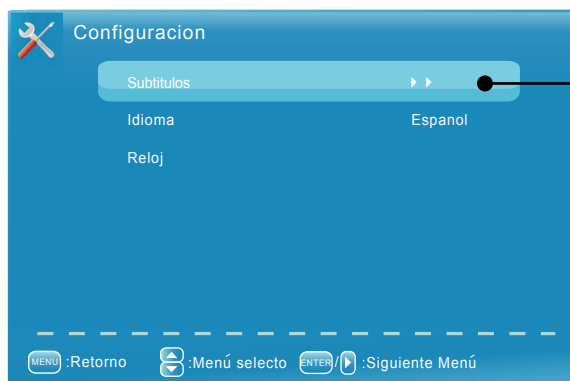 Configuracion
Subtitulos
Idioma Espanol
Reloj
MENU :Retorno :Menú selecto ENTER / :Siguiente Menú